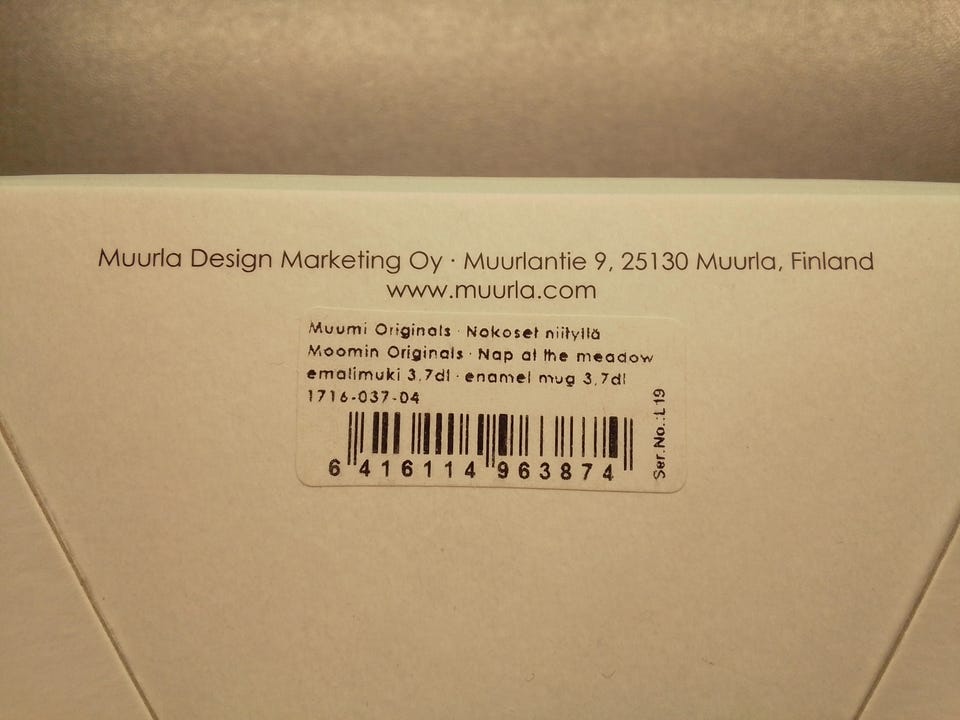 Muurla Design Marketing Oy · Muurlantie 9, 25130 Muurla, Finland
www.muurla.com
Muumi Originals · Nokoset niityllä
Moomin Originals · Nap at the meadow
emalimuki 3,7dl · enamel mug 3,7dl
1716-037-04
Ser.No.:L19
6 416114 963874